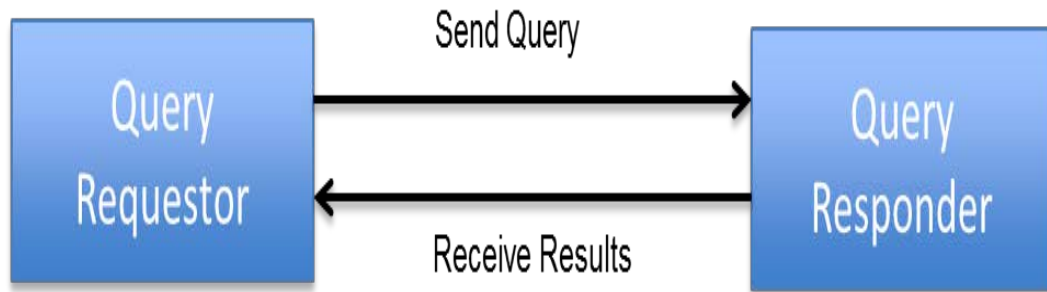 Send Query
Query
Requestor
Query
Responder
Receive Results